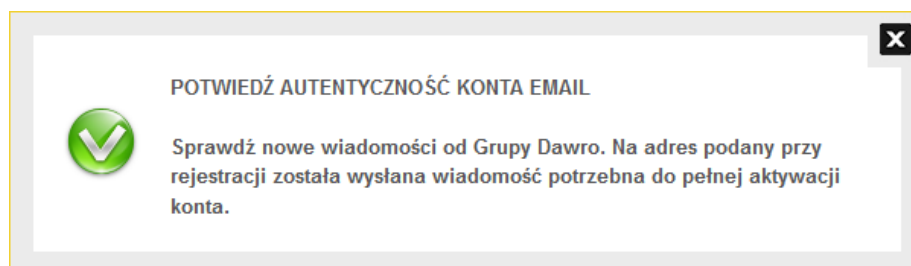 POTWIEDŹ AUTENTYCZNOŚĆ KONTA EMAIL
Sprawdź nowe wiadomości od Grupy Dawro. Na adres podany przy
rejestracji została wysłana wiadomość potrzebna do pełnej aktywacji
konta.